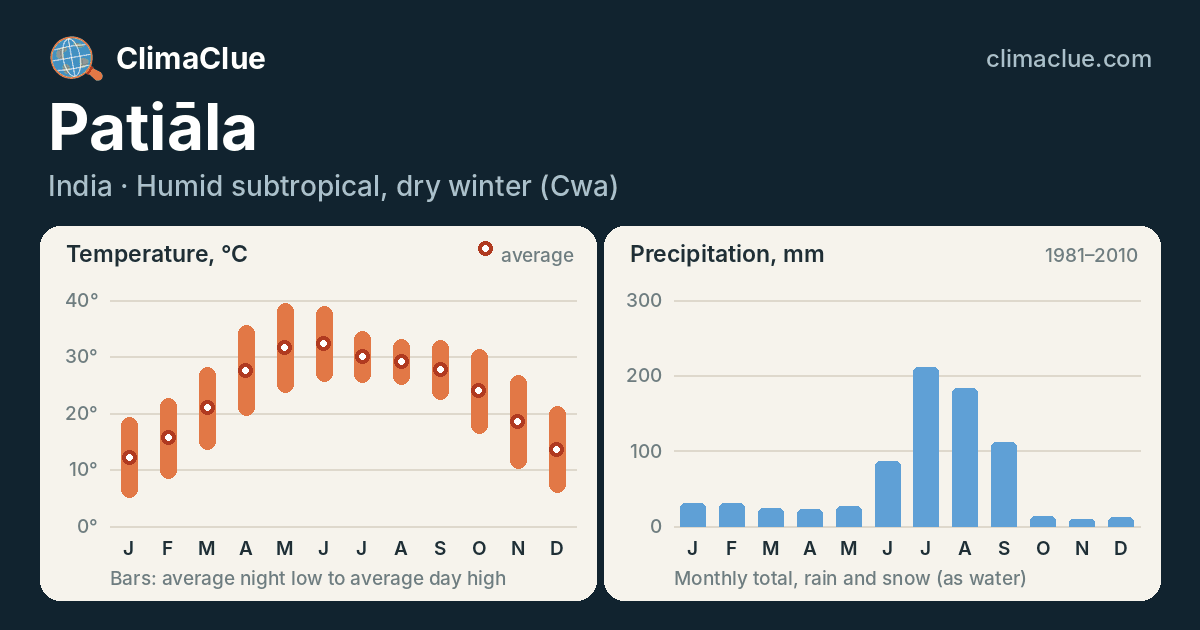 ClimaClue
climaclue.com
Patiāla
India · Humid subtropical, dry winter (Cwa)
Temperature, °C
average
40°
30°
20°
10°
0°
J F M A M J J A S O N D
Bars: average night low to average day high
Precipitation, mm
1981–2010
300
200
100
0
J F M A M J J A S O N D
Monthly total, rain and snow (as water)